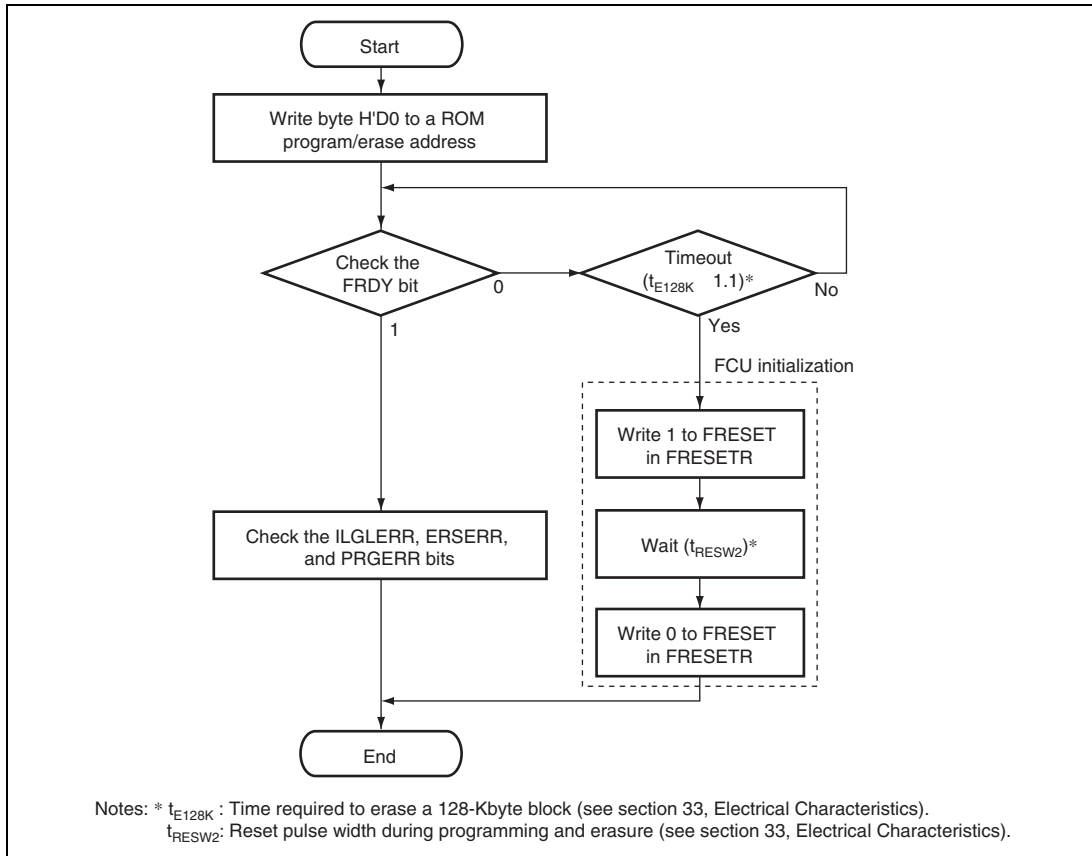 Start
Write byte H'D0 to a ROM
program/erase address
Check the
FRDY bit
0
1
Timeout
(tE128K 1.1)*
No
Yes
FCU initialization
Write 1 to FRESET
in FRESETR
Wait (tRESW2)*
Write 0 to FRESET
in FRESETR
Check the ILGLERR, ERSERR,
and PRGERR bits
End
Notes: * tE128K : Time required to erase a 128-Kbyte block (see section 33, Electrical Characteristics).
tRESW2: Reset pulse width during programming and erasure (see section 33, Electrical Characteristics).